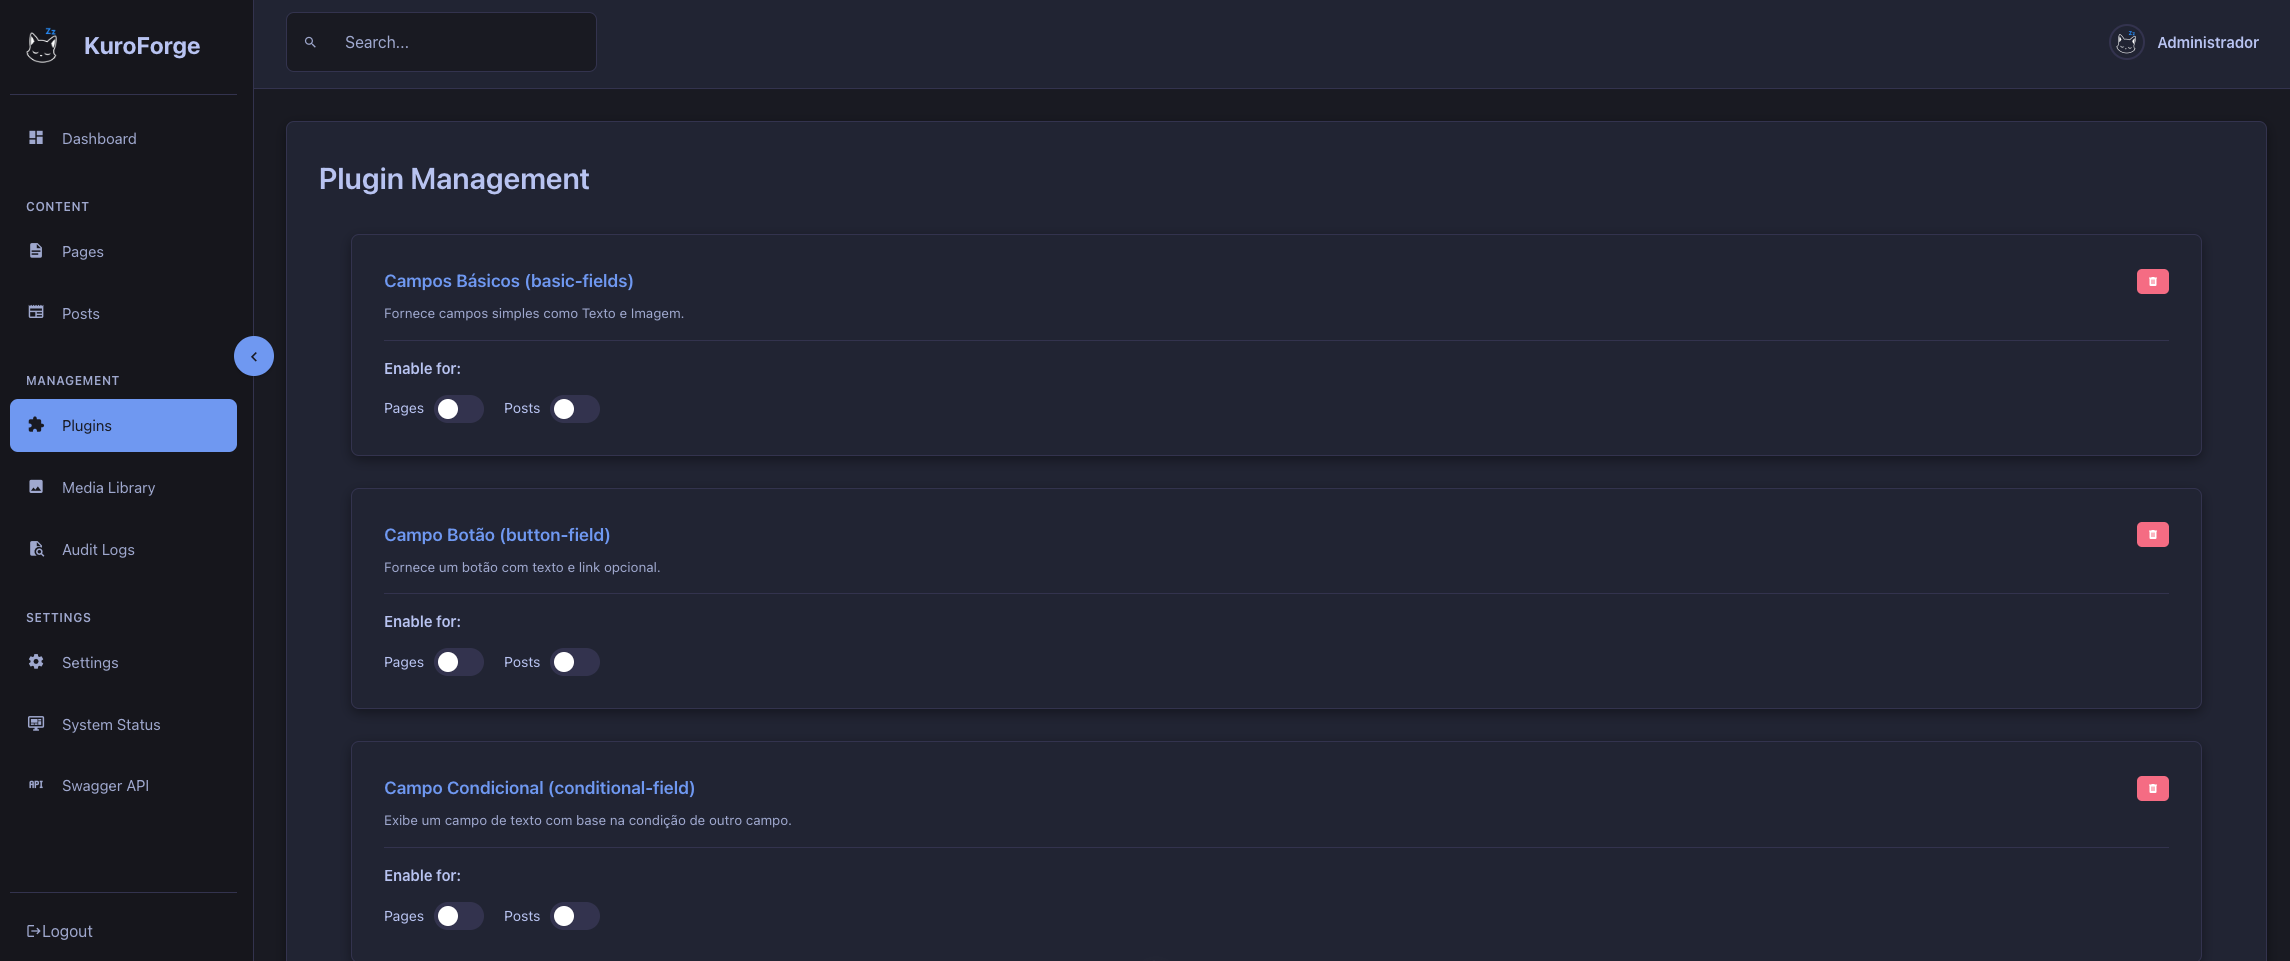 KuroForge
Search...
Administrador
Dashboard
CONTENT
Pages
Posts
MANAGEMENT
Plugins
Media Library
Audit Logs
SETTINGS
Settings
System Status
API
Swagger API
Logout
Plugin Management
Campos Básicos (basic-fields)
Fornece campos simples como Texto e Imagem.
Enable for:
Pages Posts
Campo Botão (button-field)
Fornece um botão com texto e link opcional.
Enable for:
Pages Posts
Campo Condicional (conditional-field)
Exibe um campo de texto com base na condição de outro campo.
Enable for:
Pages Posts